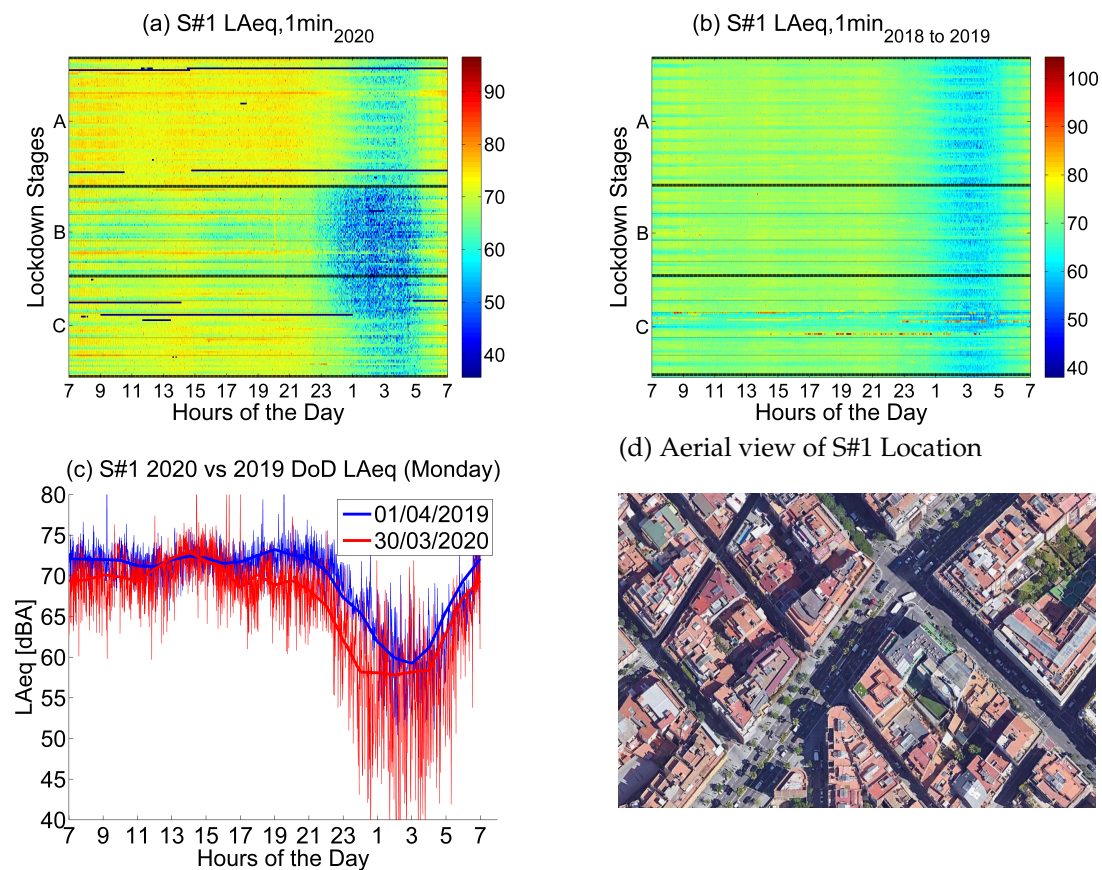 (a) S#1 LAeq,1min2020
Lockdown Stages
A
B
C
90
80
70
60
50
40
7 9 11 13 15 17 19 21 23 1 3 5 7
Hours of the Day
(b) S#1 LAeq,1min2018 to 2019
Lockdown Stages
A
B
C
100
90
80
70
60
50
40
7 9 11 13 15 17 19 21 23 1 3 5 7
Hours of the Day
(c) S#1 2020 vs 2019 DoD LAeq (Monday)
LAeq [dBA]
80
75
70
65
60
55
50
45
40
01/04/2019
30/03/2020
7 9 11 13 15 17 19 21 23 1 3 5 7
Hours of the Day
(d) Aerial view of S#1 Location